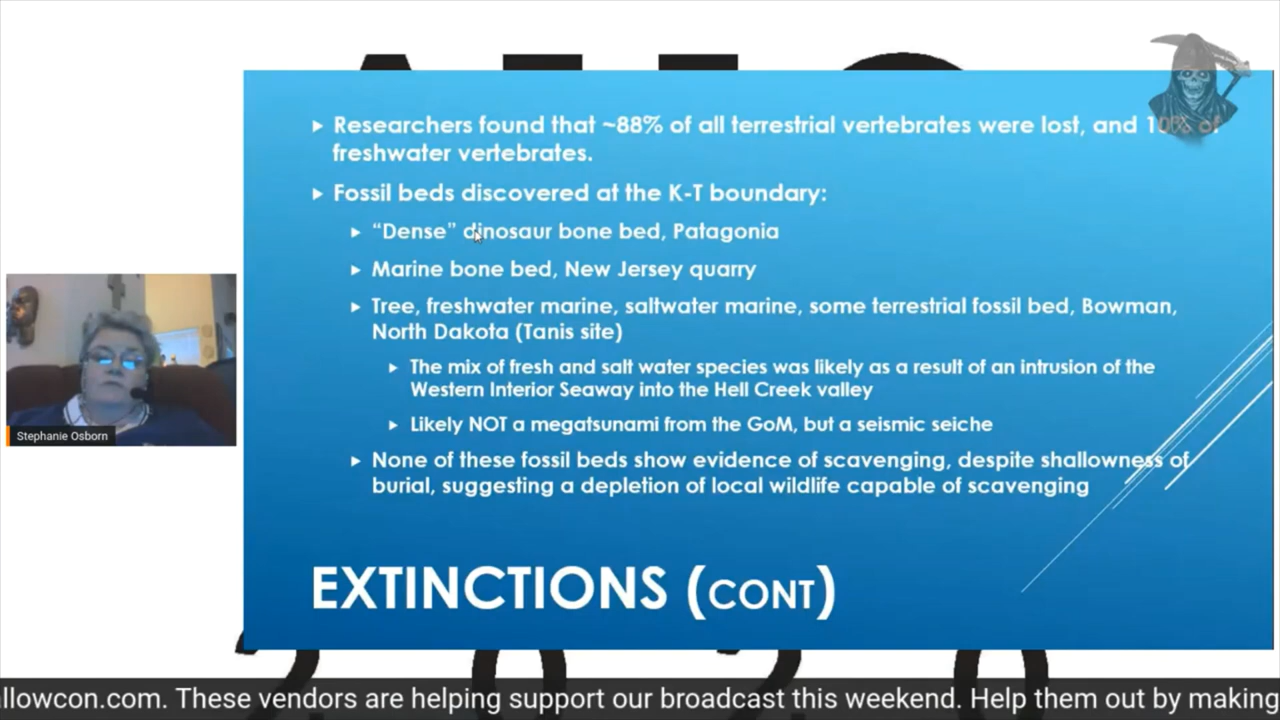 Researchers found that ~88% of all terrestrial vertebrates were lost, and 10% of
freshwater vertebrates.
Fossil beds discovered at the K-T boundary:
“Dense” dinosaur bone bed, Patagonia
Marine bone bed, New Jersey quarry
Tree, freshwater marine, saltwater marine, some terrestrial fossil bed, Bowman,
North Dakota (Tanis site)
The mix of fresh and salt water species was likely as a result of an intrusion of the
Western Interior Seaway into the Hell Creek valley
Likely NOT a megatsunami from the GoM, but a seismic seiche
None of these fossil beds show evidence of scavenging, despite shallowness of
burial, suggesting a depletion of local wildlife capable of scavenging
EXTINCTIONS (CONT)
Stephanie Osborn
2020
allowcon.com. These vendors are helping support our broadcast this weekend. Help them out by making